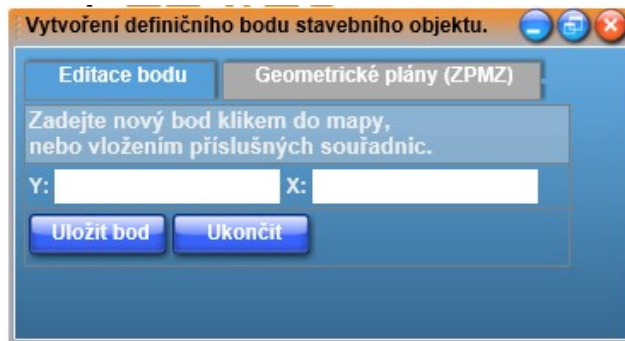 Vytvoření definičního bodu stavebního objektu.
Editace bodu Geometrické plány (ZPMZ)
Zadejte nový bod klikem do mapy,
nebo vložením příslušných souřadnic.
Y: X:
Uložit bod Ukončit